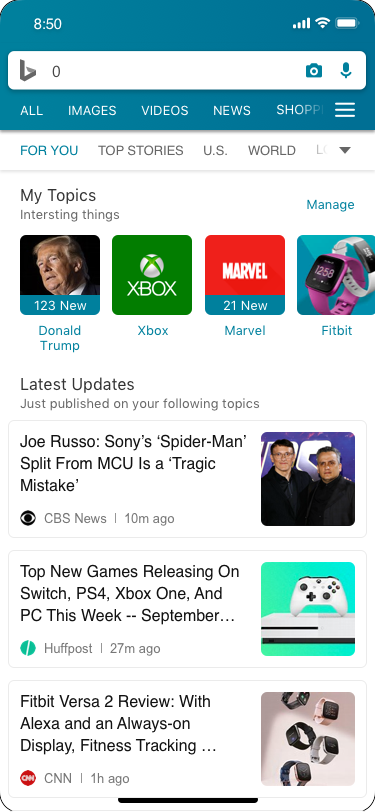 8:50
0
ALL IMAGES VIDEOS NEWS SHOPP
FOR YOU TOP STORIES U.S. WORLD LO
My Topics
Intersting things
Manage
123 New
XBOX
MARVEL
21 New
12:58
Donald
Trump
Xbox
Marvel
Fitbit
Latest Updates
Just published on your following topics
Joe Russo: Sony's ‘Spider-Man’
Split From MCU Is a ‘Tragic
Mistake’
CBS News | 10m ago
Top New Games Releasing On
Switch, PS4, Xbox One, And
PC This Week -- September…
Huffpost | 27m ago
Fitbit Versa 2 Review: With
Alexa and an Always-on
Display, Fitness Tracking …
CNN
CNN | 1h ago